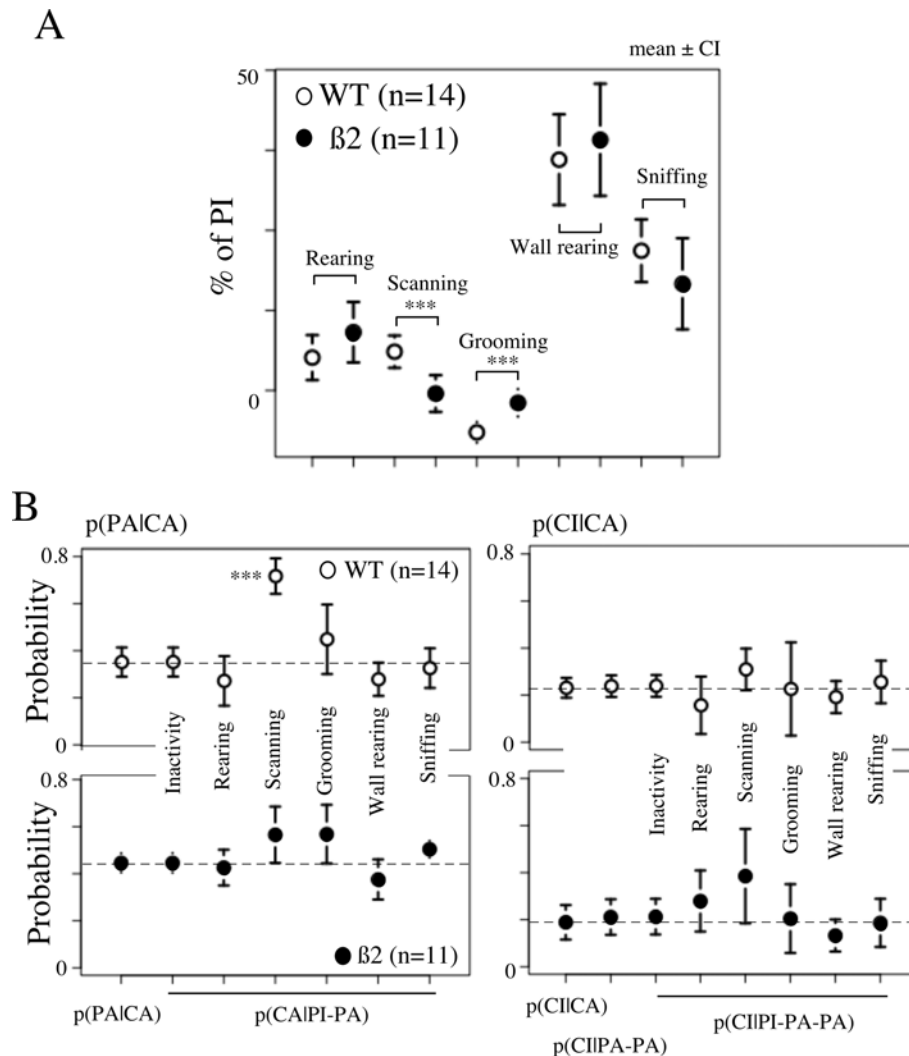 A
mean ± CI
50
WT (n=14)
ß2 (n=11)
Sniffing
% of PI
Wall rearing
Rearing
Scanning
***
Grooming
***
0
B
p(PA|CA)
p(CI|CA)
0.8
0.8
*** WT (n=14)
Probability
0
0
Inactivity
Rearing
Scanning
Grooming
Wall rearing
Sniffing
Inactivity
Rearing
Scanning
Grooming
Wall rearing
Sniffing
0.8
0.8
Probability
0
0
ß2 (n=11)
p(PA|CA)
p(CA|PI-PA)
p(CI|CA)
p(CI|PA-PA)
p(CI|PI-PA-PA)